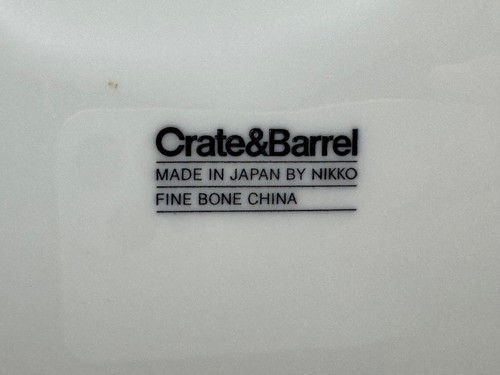 Crate&Barrel
MADE IN JAPAN BY NIKKO
FINE BONE CHINA